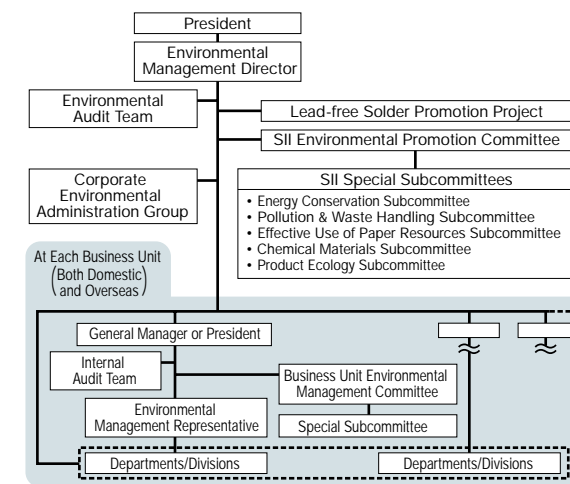 President
Environmental
Management Director
Environmental
Audit Team
Lead-free Solder Promotion Project
SII Environmental Promotion Committee
Corporate
Environmental
Administration Group
SII Special Subcommittees
• Energy Conservation Subcommittee
• Pollution & Waste Handling Subcommittee
• Effective Use of Paper Resources Subcommittee
• Chemical Materials Subcommittee
• Product Ecology Subcommittee
At Each Business Unit
(Both Domestic
and Overseas)
General Manager or President
Internal
Audit Team
Business Unit Environmental
Management Committee
Environmental
Management Representative
Special Subcommittee
Departments/Divisions
Departments/Divisions